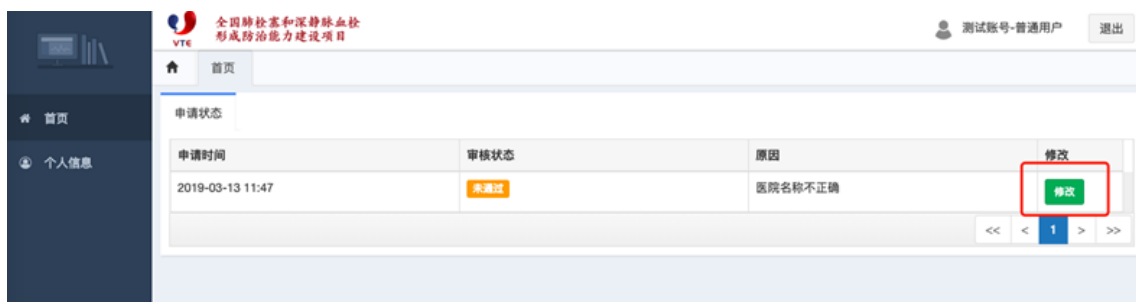 全国肺栓塞和深静脉血栓
形成防治能力建设项目
VTE
测试账号-普通用户
退出
首页
首页
个人信息
申请状态
申请时间 审核状态 原因 修改
2019-03-13 11:47 未通过 医院名称不正确 修改
<< < 1 > >>